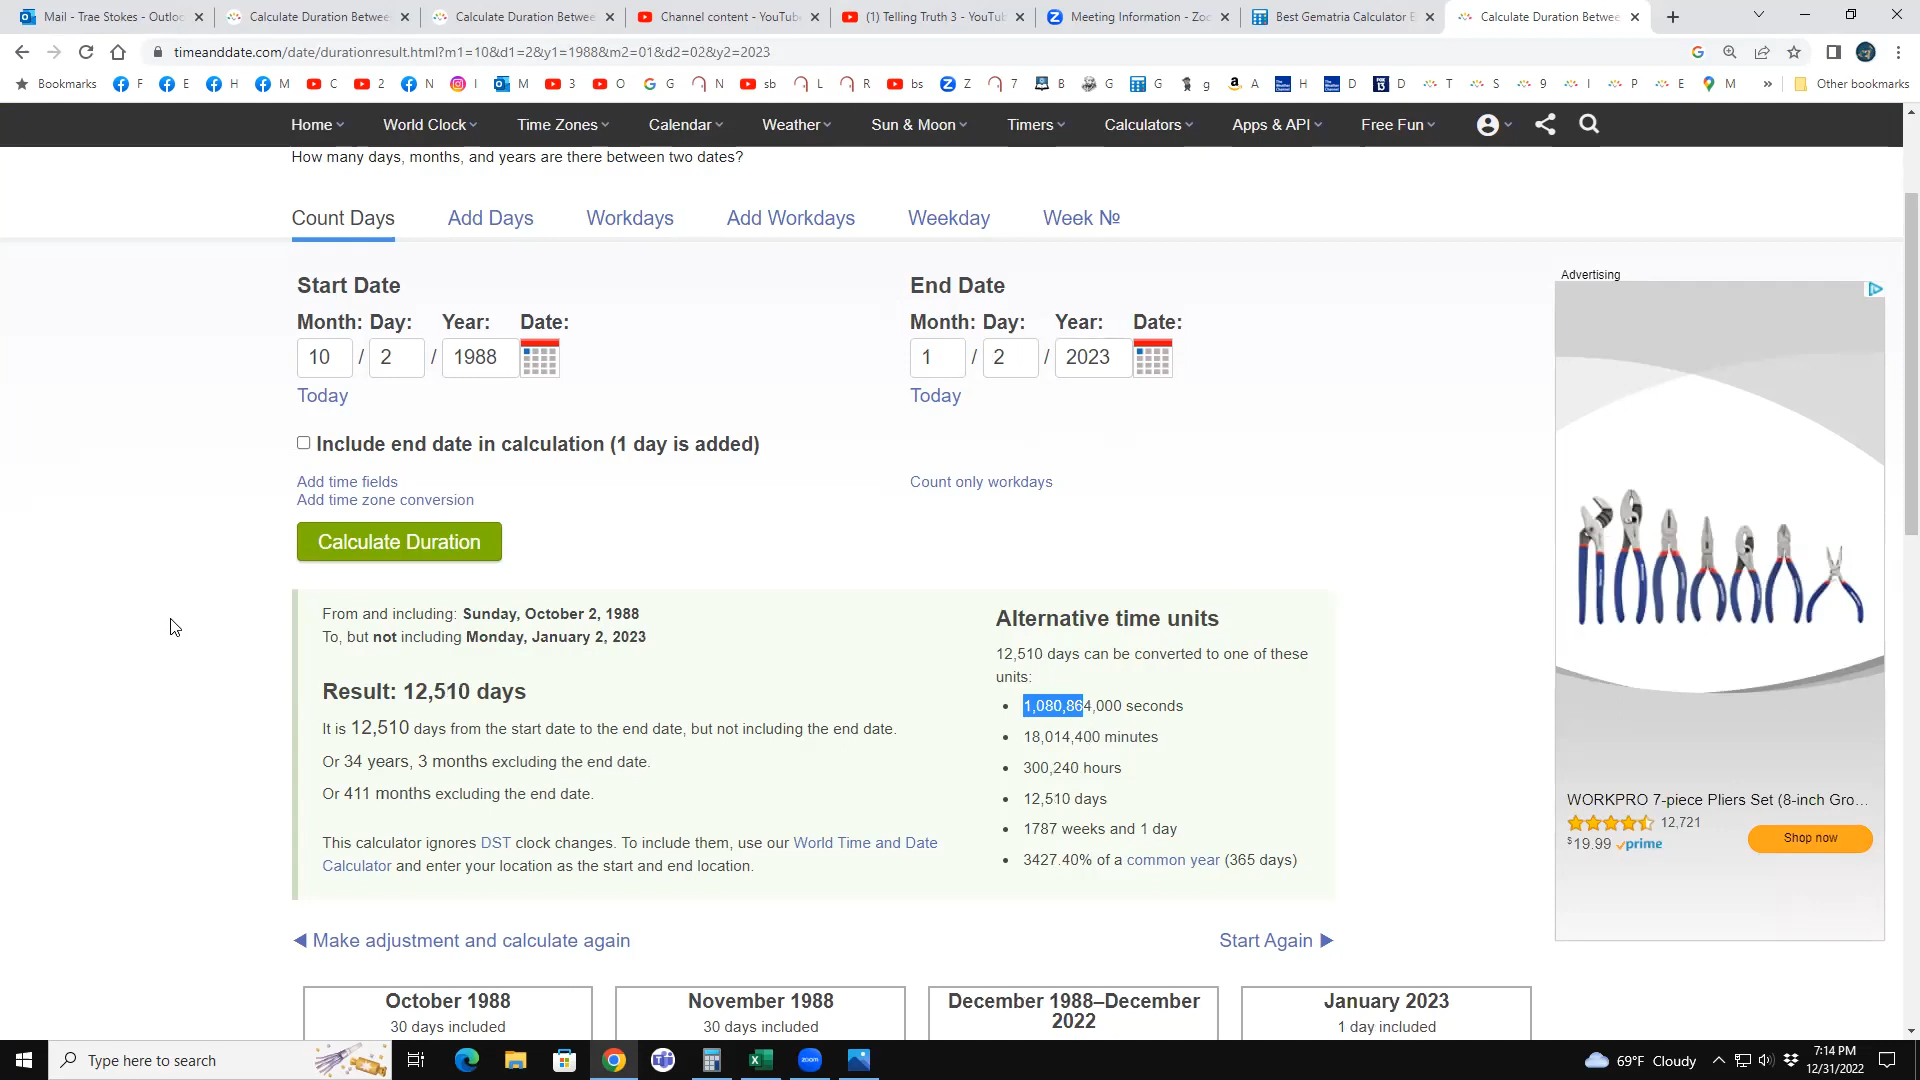 Mail - Trae Stokes - Outloc
Calculate Duration Betwee
Calculate Duration Betwee
Channel content - YouTube
(1) Telling Truth 3 - YouTub
Meeting Information - Zoo
Best Gematria Calculator E
Calculate Duration Betwee
timeanddate.com/date/durationresult.html?m1=10&d1=2&y1=1988&m2=01&d2=02&y2=2023
Bookmarks F E H M C 2 N I M 3 O G N sb L R bs Z 7 B G G g A H D D T S 9 I P E M » Other bookmarks
Home World Clock Time Zones Calendar Weather Sun & Moon Timers Calculators Apps & API Free Fun
How many days, months, and years are there between two dates?
Count Days Add Days Workdays Add Workdays Weekday Week №
Start Date
Month: Day: Year: Date:
10 / 2 / 1988
Today
End Date
Month: Day: Year: Date:
1 / 2 / 2023
Today
Include end date in calculation (1 day is added)
Add time fields
Add time zone conversion
Count only workdays
Calculate Duration
From and including: Sunday, October 2, 1988
To, but not including Monday, January 2, 2023
Result: 12,510 days
It is 12,510 days from the start date to the end date, but not including the end date.
Or 34 years, 3 months excluding the end date.
Or 411 months excluding the end date.
This calculator ignores DST clock changes. To include them, use our World Time and Date
Calculator and enter your location as the start and end location.
Alternative time units
12,510 days can be converted to one of these
units:
• 1,080,864,000 seconds
• 18,014,400 minutes
• 300,240 hours
• 12,510 days
• 1787 weeks and 1 day
• 3427.40% of a common year (365 days)
Make adjustment and calculate again
Start Again
October 1988
30 days included
November 1988
30 days included
December 1988–December
2022
January 2023
1 day included
Advertising
WORKPRO 7-piece Pliers Set (8-inch Gro...
12,721
$19.99 prime
Shop now
Type here to search
zoom
69°F Cloudy
7:14 PM
12/31/2022